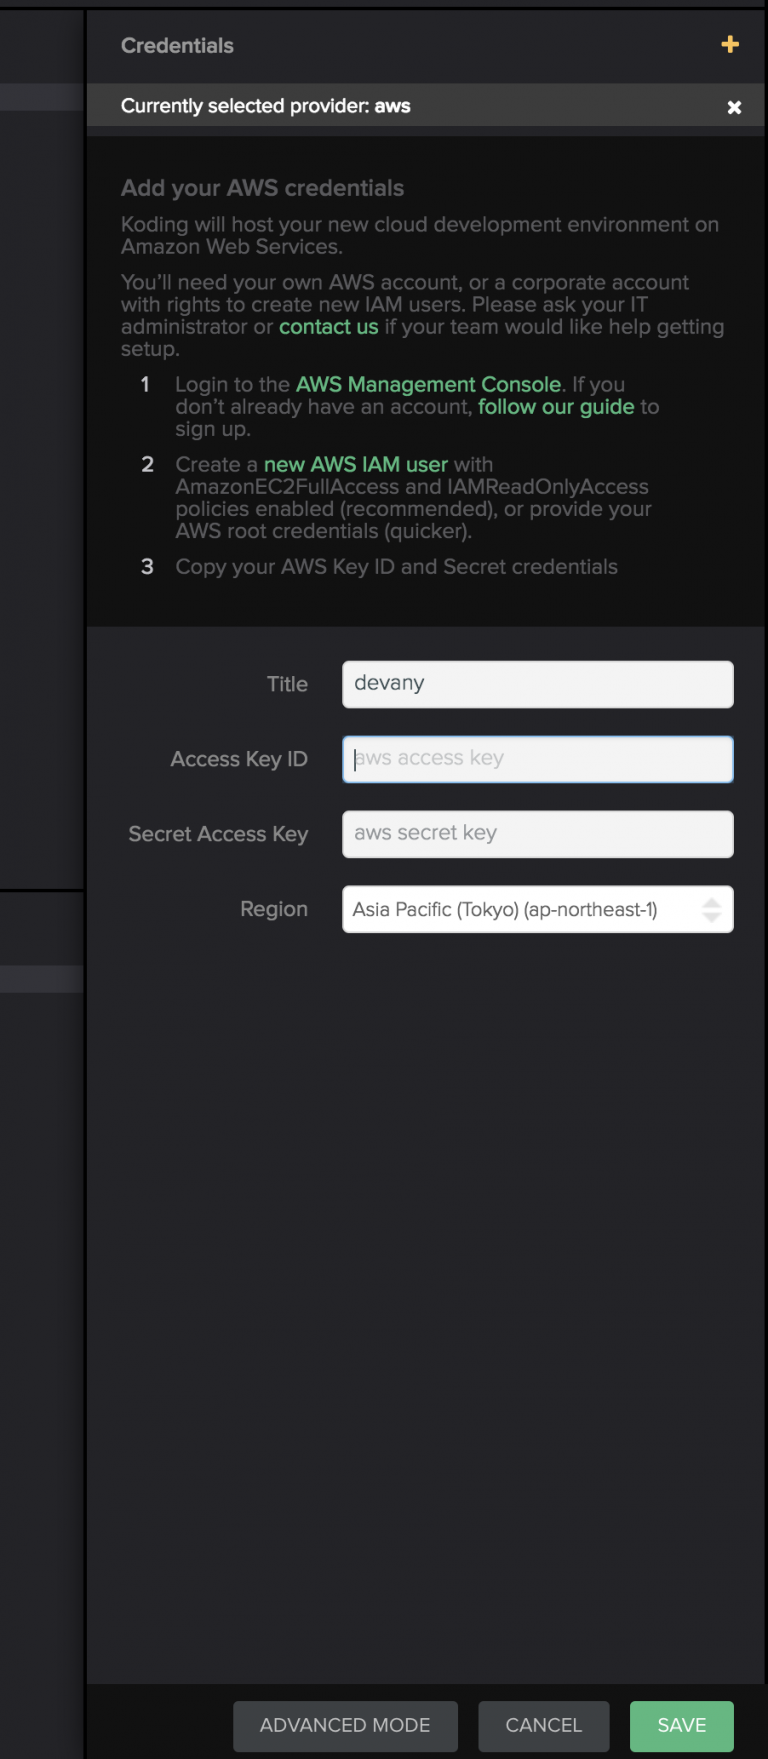 Credentials
Currently selected provider: aws
Add your AWS credentials
Koding will host your new cloud development environment on
Amazon Web Services.
You'll need your own AWS account, or a corporate account
with rights to create new IAM users. Please ask your IT
administrator or contact us if your team would like help getting
setup.
1 Login to the AWS Management Console. If you
don't already have an account, follow our guide to
sign up.
2 Create a new AWS IAM user with
AmazonEC2FullAccess and IAMReadOnlyAccess
policies enabled (recommended), or provide your
AWS root credentials (quicker).
3 Copy your AWS Key ID and Secret credentials
Title devany
Access Key ID aws access key
Secret Access Key aws secret key
Region Asia Pacific (Tokyo) (ap-northeast-1)
ADVANCED MODE CANCEL SAVE